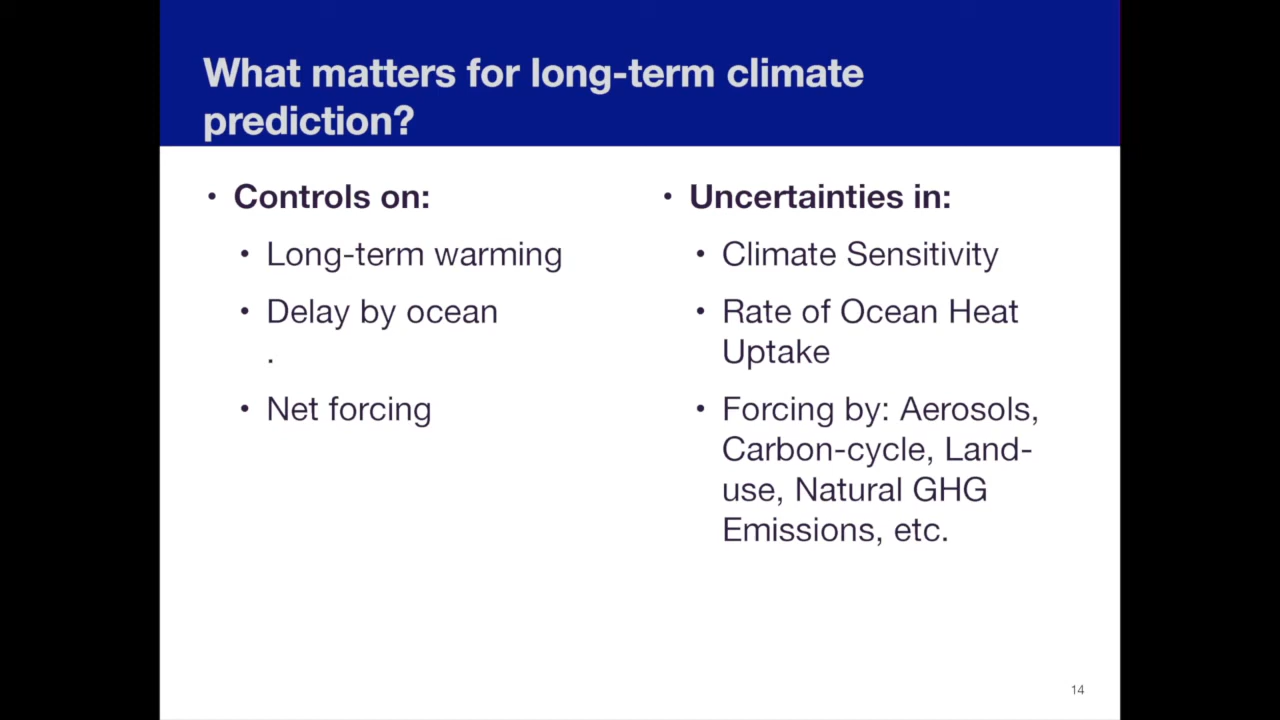 What matters for long-term climate
prediction?
• Controls on:
• Long-term warming
• Delay by ocean
.
• Net forcing
• Uncertainties in:
• Climate Sensitivity
• Rate of Ocean Heat
Uptake
• Forcing by: Aerosols,
Carbon-cycle, Land-
use, Natural GHG
Emissions, etc.
14